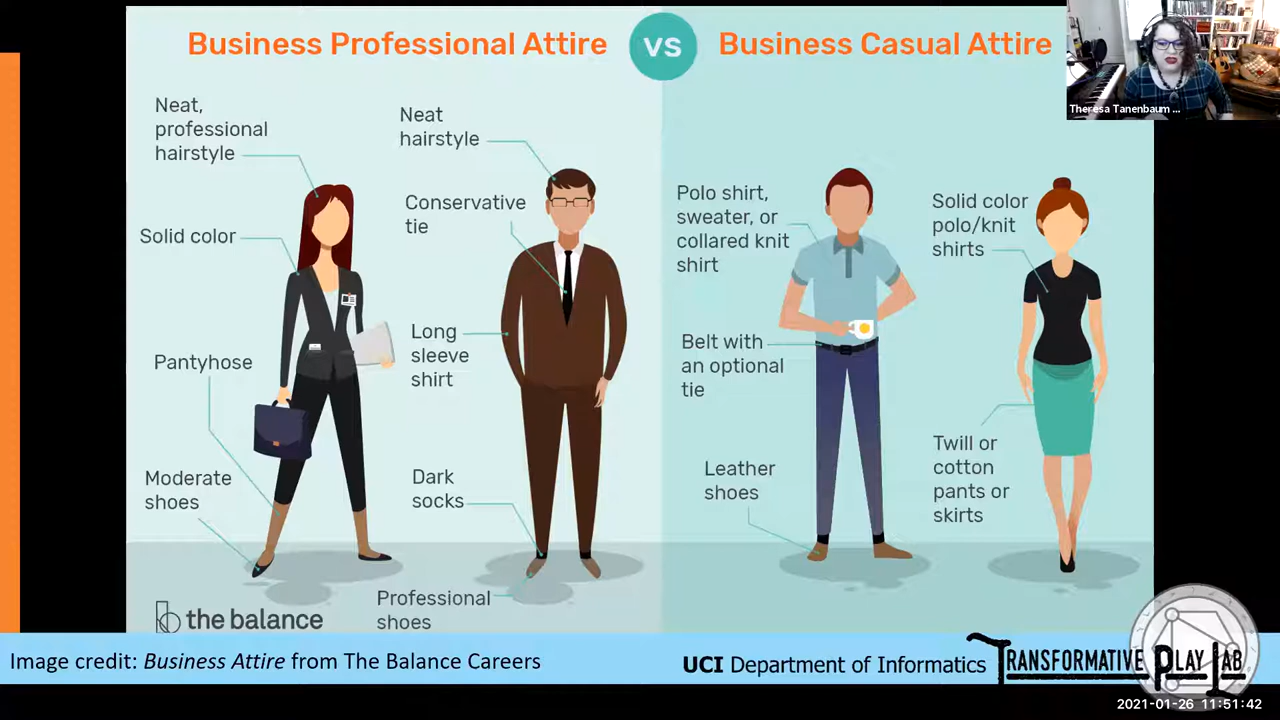 Business Professional Attire
VS
Business Casual Attire
Theresa Tanenbaum ...
Neat,
professional
hairstyle
Solid color
Pantyhose
Moderate
shoes
Neat
hairstyle
Conservative
tie
Long
sleeve
shirt
Dark
socks
Professional
shoes
Polo shirt,
sweater, or
collared knit
shirt
Belt with
an optional
tie
Leather
shoes
Solid color
polo/knit
shirts
Twill or
cotton
pants or
skirts
the balance
Image credit: Business Attire from The Balance Careers
UCI Department of Informatics
TRANSFORMATIVE PLAY LAB
2021-01-26 11:51:42